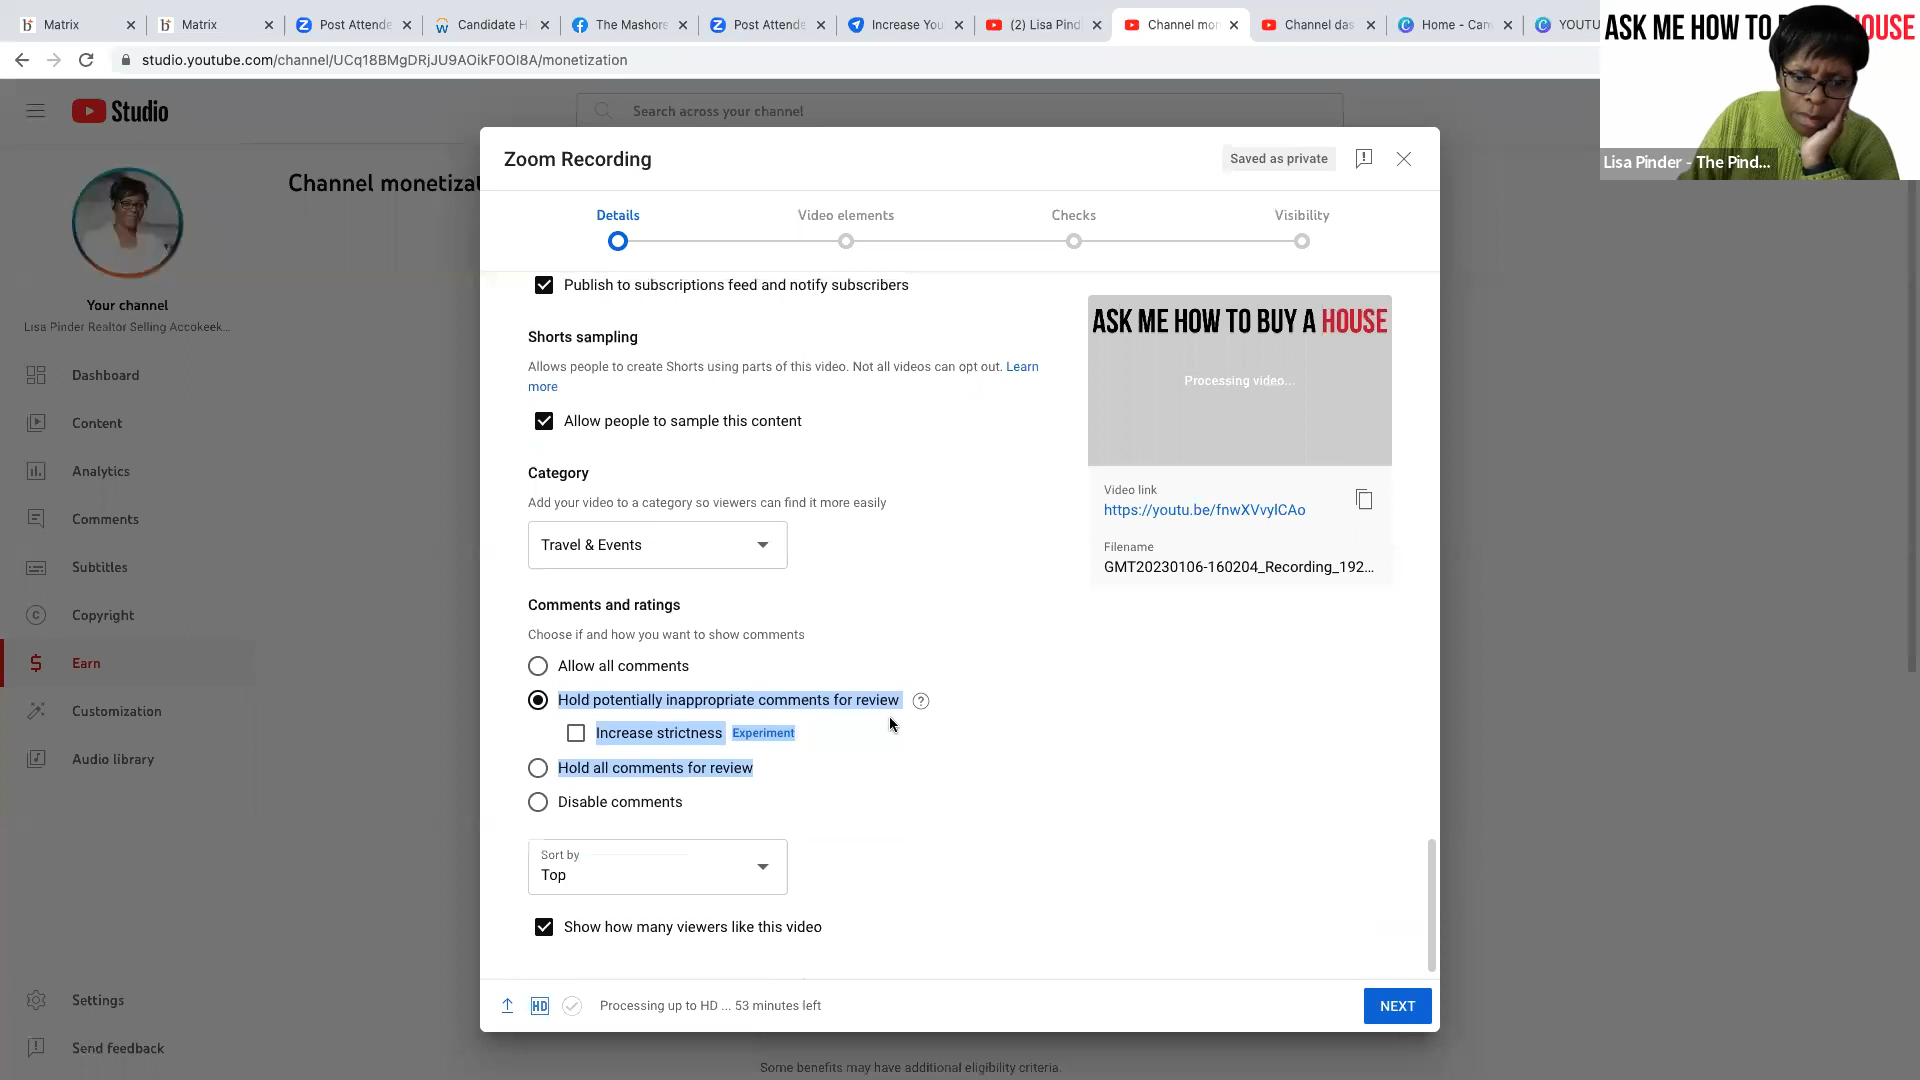 Matrix
Matrix
Post Attende
Candidate H
The Mashore
Post Attende
Increase You
(2) Lisa Pind
Channel mon
Channel das
Home - Can
YOUTU
studio.youtube.com/channel/UCq18BMgDRjJU9AOikF0OI8A/monetization
ASK ME HOW TO
HOUSE
Lisa Pinder - The Pind...
Studio
Search across your channel
Channel monetizat
Your channel
Lisa Pinder Realtor Selling Accokeek...
Dashboard
Content
Analytics
Comments
Subtitles
Copyright
Earn
Customization
Audio library
Settings
Send feedback
Zoom Recording
Saved as private
Details
Video elements
Checks
Visibility
Publish to subscriptions feed and notify subscribers
Shorts sampling
Allows people to create Shorts using parts of this video. Not all videos can opt out. Learn
more
Allow people to sample this content
Category
Add your video to a category so viewers can find it more easily
Travel & Events
Comments and ratings
Choose if and how you want to show comments
Allow all comments
Hold potentially inappropriate comments for review
Increase strictness Experiment
Hold all comments for review
Disable comments
Sort by
Top
Show how many viewers like this video
ASK ME HOW TO BUY A HOUSE
Processing video...
Video link
https://youtu.be/fnwXVvylCAo
Filename
GMT20230106-160204_Recording_192...
HD
Processing up to HD ... 53 minutes left
NEXT
Some benefits may have additional eligibility criteria.